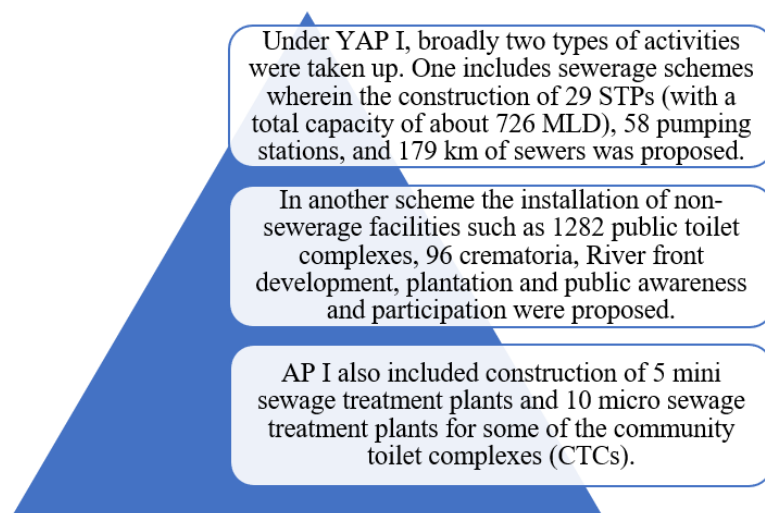 Under YAP I, broadly two types of activities
were taken up. One includes sewerage schemes
wherein the construction of 29 STPs (with a
total capacity of about 726 MLD), 58 pumping
stations, and 179 km of sewers was proposed.
In another scheme the installation of non-
sewerage facilities such as 1282 public toilet
complexes, 96 crematoria, River front
development, plantation and public awareness
and participation were proposed.
AP I also included construction of 5 mini
sewage treatment plants and 10 micro sewage
treatment plants for some of the community
toilet complexes (CTCs).